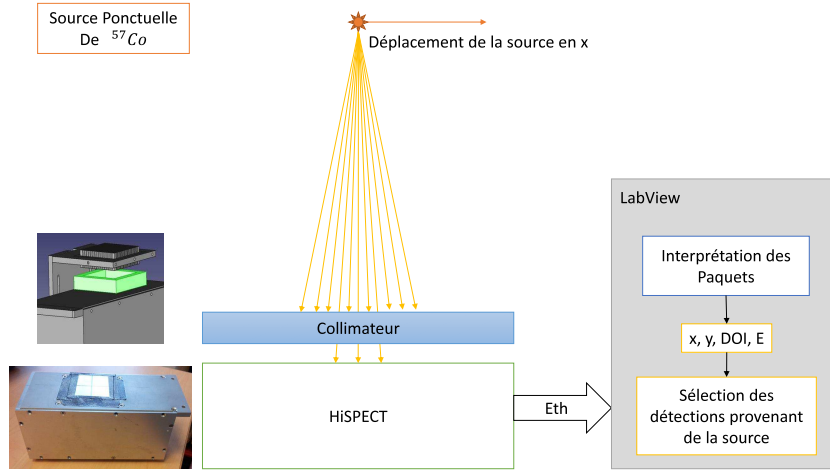 Source Ponctuelle
De ⁵⁷Co
Déplacement de la source en x
LabView
Interprétation des
Paquets
x, y, DOI, E
Collimateur
HiSPECT
Eth
Sélection des
détections provenant
de la source